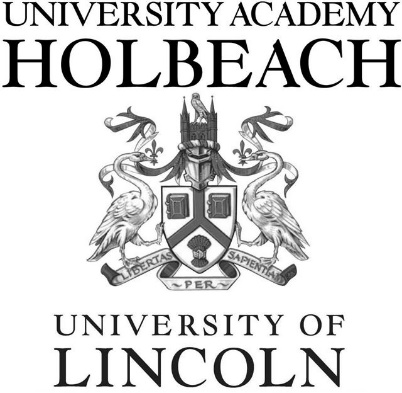 UNIVERSITY ACADEMY
HOLBEACH
LIBERTAS PER SAPIENTIAM
UNIVERSITY OF
LINCOLN